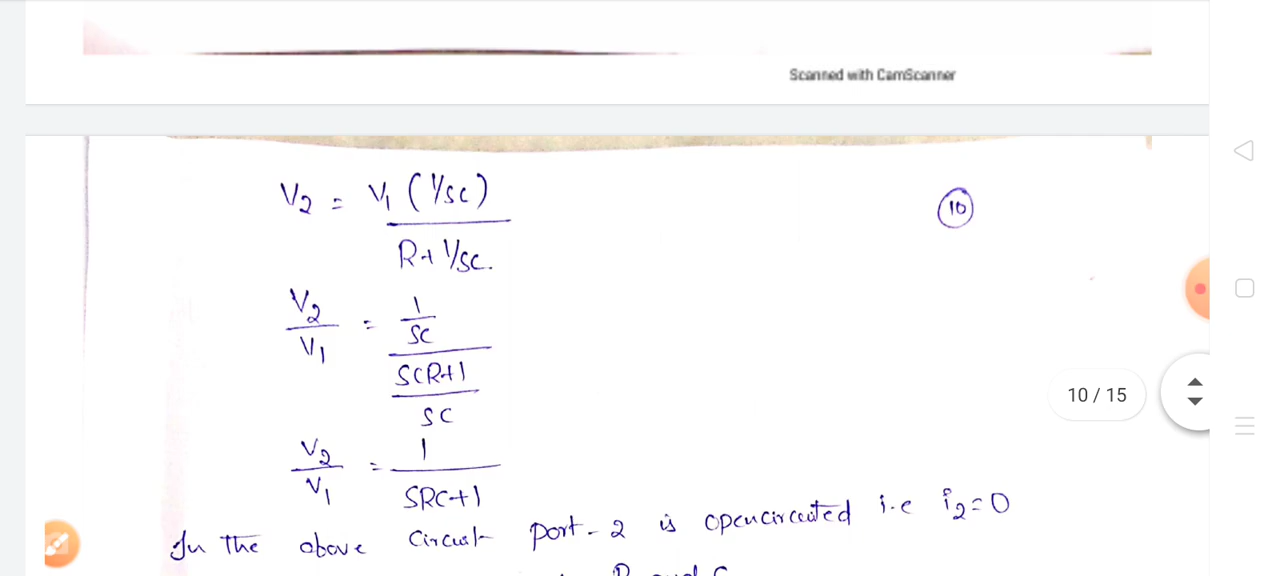 Scanned with CamScanner
V2 = V1 (1/SC)
R+1/SC.
10
V2/V1 = 1/SC
SCR+1
SC
10 / 15
V2/V1 = 1/SRC+1
In the above circuit port-2 is opencircuited i.e i2=0
R and C